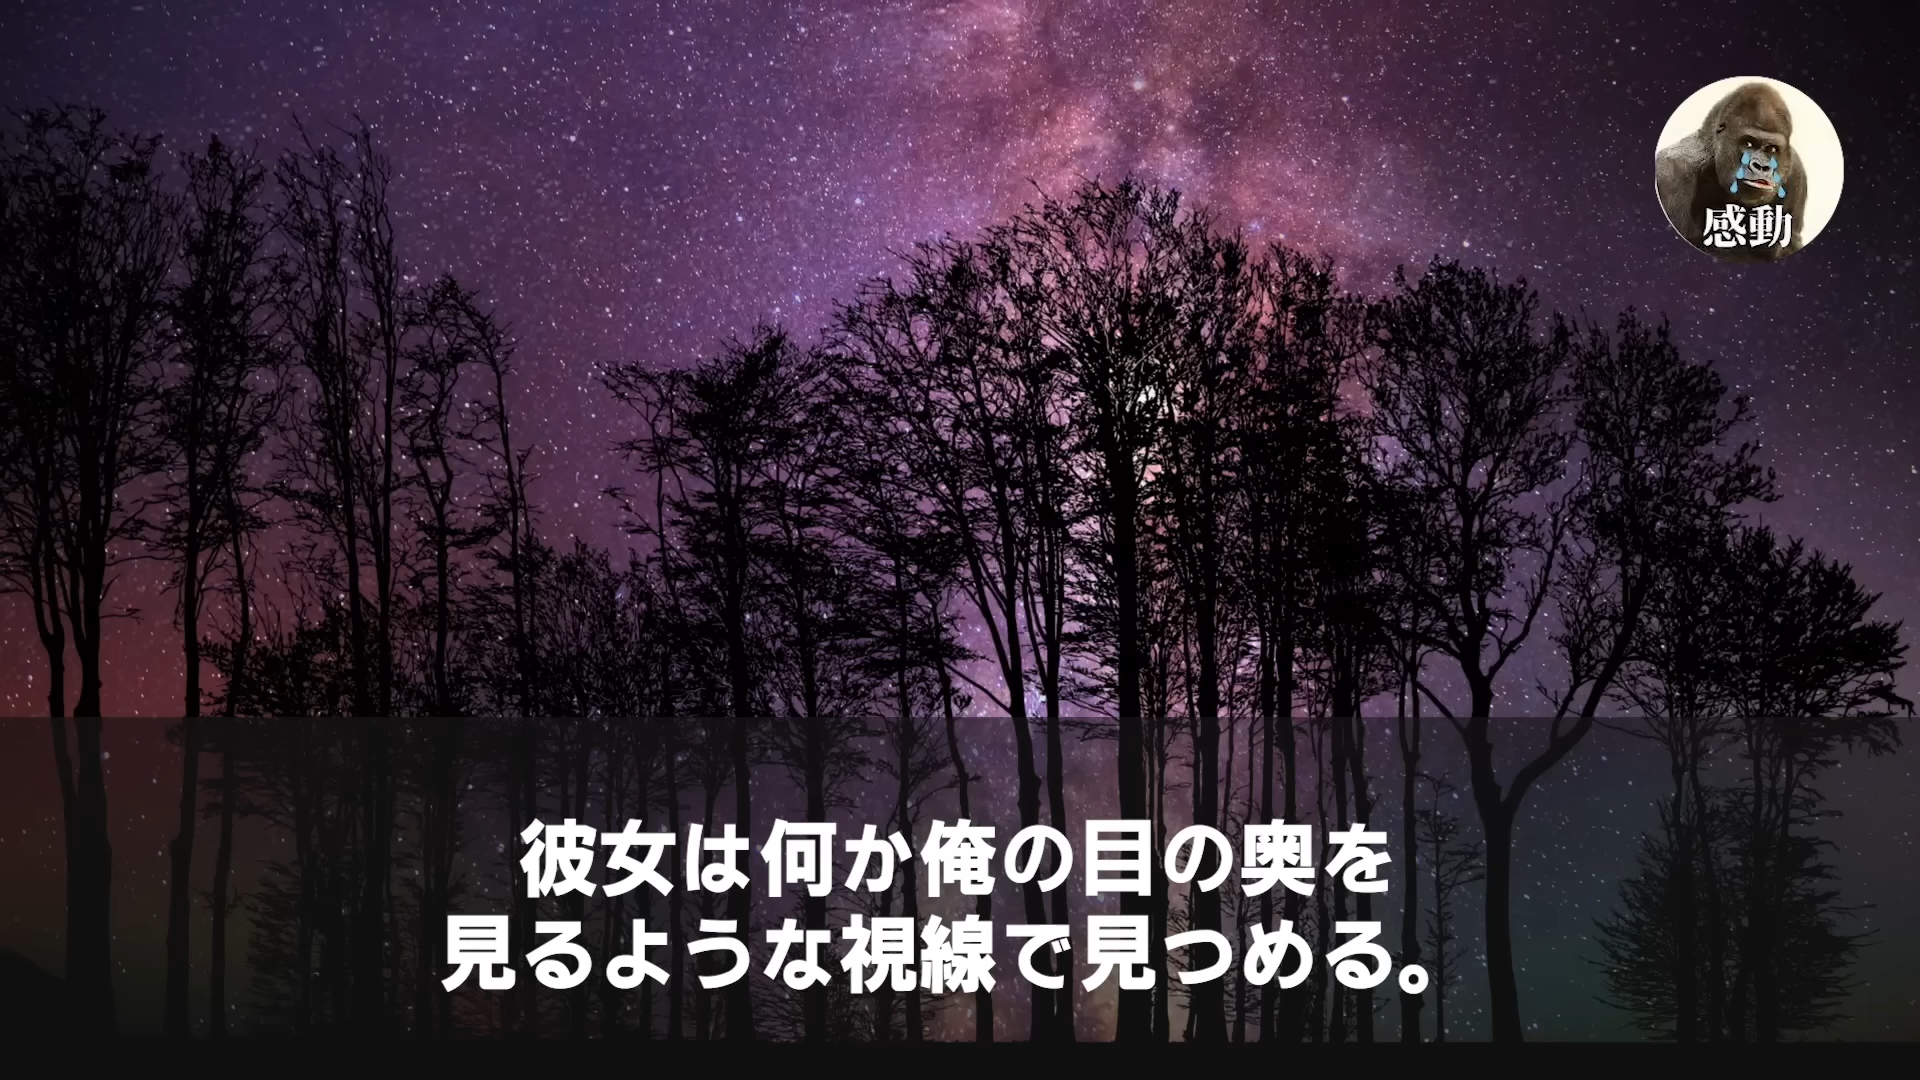 感動
彼女は何か俺の目の奥を
見るような視線で見つめる。